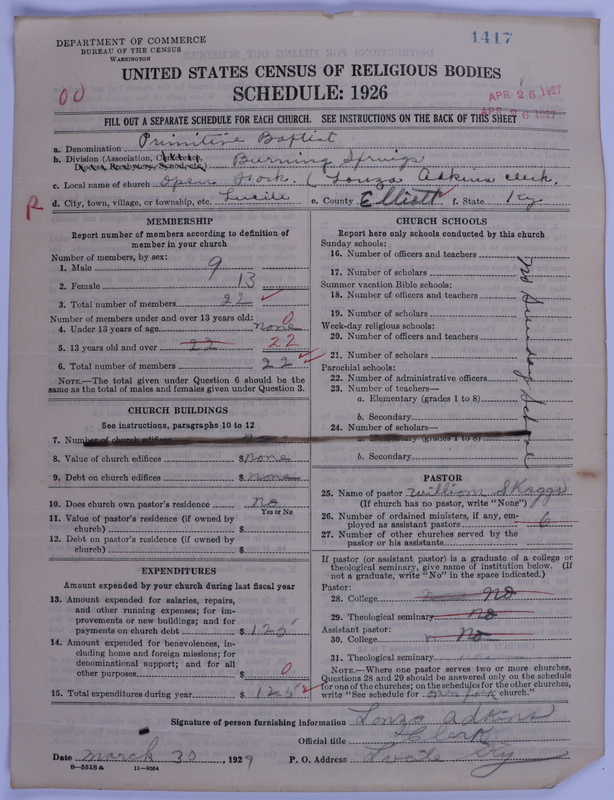 DEPARTMENT OF COMMERCE
BUREAU OF THE CENSUS
WASHINGTON
1417
UNITED STATES CENSUS OF RELIGIOUS BODIES
SCHEDULE: 1926
00
APR 26 1927
APR 26 1927
FILL OUT A SEPARATE SCHEDULE FOR EACH CHURCH. SEE INSTRUCTIONS ON THE BACK OF THIS SHEET
a. Denomination Primitive Baptist
b. Division (Association, Conference, Diocese, Presbytery, Synod, etc.) Burning Springs
c. Local name of church Open Fork. (Lonzo Adkins clerk.
R
d. City, town, village, or township, etc. Lucile e. County Elliott f. State Ky
MEMBERSHIP
Report number of members according to definition of member in your church
Number of members, by sex:
1. Male 9
2. Female 13
3. Total number of members 22
Number of members under and over 13 years old: 0
4. Under 13 years of age none
5. 13 years old and over 22 22
6. Total number of members 22
NOTE.—The total given under Question 6 should be the same as the total of males and females given under Question 3.
CHURCH BUILDINGS
See instructions, paragraphs 10 to 12
7. Number of church edifices
8. Value of church edifices $ none
9. Debt on church edifices $ none
10. Does church own pastor's residence no
Yes or No
11. Value of pastor's residence (if owned by church) $
12. Debt on pastor's residence (if owned by church) $
EXPENDITURES
Amount expended by your church during last fiscal year
13. Amount expended for salaries, repairs, and other running expenses; for improvements or new buildings; and for payments on church debt $ 125
14. Amount expended for benevolences, including home and foreign missions; for denominational support; and for all other purposes $ 0
15. Total expenditures during year $ 125
CHURCH SCHOOLS
Report here only schools conducted by this church
Sunday schools:
16. Number of officers and teachers
17. Number of scholars
Summer vacation Bible schools:
18. Number of officers and teachers
19. Number of scholars
Week-day religious schools:
20. Number of officers and teachers
21. Number of scholars
Parochial schools:
22. Number of administrative officers
23. Number of teachers—
a. Elementary (grades 1 to 8)
b. Secondary
24. Number of scholars—
a. Elementary (grades 1 to 8)
b. Secondary
No Sunday School
PASTOR
25. Name of pastor William Skaggs
(If church has no pastor, write "None")
26. Number of ordained ministers, if any, employed as assistant pastors 6
27. Number of other churches served by the pastor or his assistants
If pastor (or assistant pastor) is a graduate of a college or theological seminary, give name of institution below. (If not a graduate, write "No" in the space indicated.)
Pastor:
28. College no
29. Theological seminary no
Assistant pastor:
30. College no
31. Theological seminary
NOTE.—Where one pastor serves two or more churches, Questions 28 and 29 should be answered only on the schedule for one of the churches; on the schedules for the other churches, write "See schedule for open fork church."
Signature of person furnishing information Lonzo Adkins
Official title Clark
Date march 30, 1929 P. O. Address Lucile Ky
8—5518a 11—9554